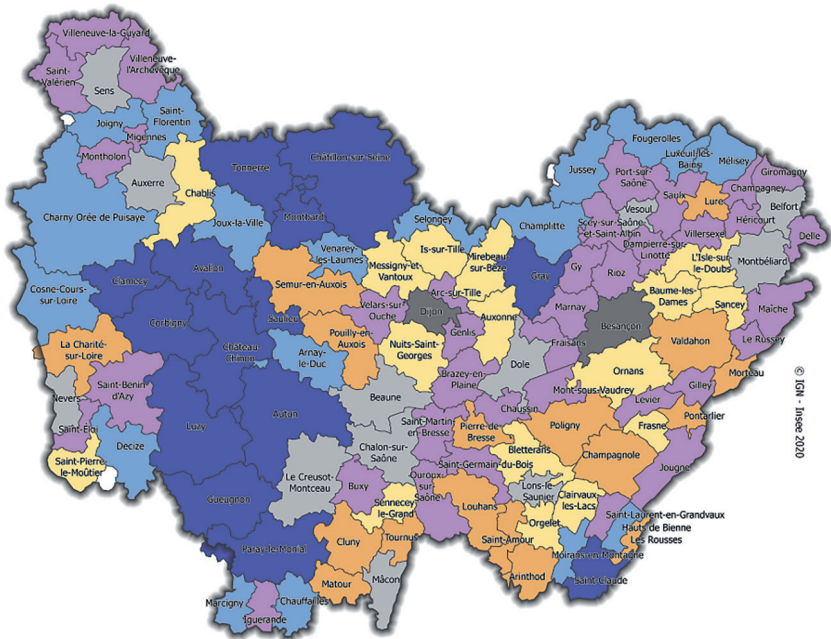 Villeneuve-la-Guyard
Saint-
Valérien
Villeneuve-
l'Archevêque
Sens
Saint-
Florentin
Joigny
Migennes
Montholon
Auxerre
Chablis
Tonnerre
Châtillon-sur-Seine
Montbard
Charny Orée de Puisaye
Joux-la-Ville
Fougerolles
Luxeuil-les-
Bains
Mélisey
Jussey
Port-sur-
Saône
Giromagny
Saulx
Lure
Champagney
Belfort
Vesoul
Scey-sur-Saône
et-Saint-Albin
Villersexel
Héricourt
Delle
Selongey
Champlitte
Dampierre-sur-
Linotte
Montbéliard
Venarey-
les-Laumes
Is-sur-Tille
Messigny-et
Vantoux
Mirebeau
sur-Bèze
Gray
Gy
Rioz
L'Isle-sur-le
Doubs
Baume-les-
Dames
Sancey
Maîche
Avallon
Clamecy
Cosne-Cours-
sur-Loire
Semur-en-Auxois
Arc-sur-Tille
Velars-sur-
Ouche
Dijon
Auxonne
Marnay
Besançon
Le Russey
Corbigny
Saulieu
Pouilly-en-
Auxois
Genlis
Fraisans
Valdahon
La Charité-
sur-Loire
Château-
Chinon
Arnay-
le-Duc
Nuits-Saint-
Georges
Brazey-en-
Plaine
Dole
Ornans
Morteau
Nevers
Saint-Benin-
d'Azy
Beaune
Mont-sous-Vaudrey
Levier
Gilley
Autun
Saint-Martin-
en-Bresse
Chaussin
Frasne
Pontarlier
Saint-Eloi
Decize
Luzy
Chalon-sur-
Saône
Pierre-de-
Bresse
Poligny
Saint-Pierre
le-Moûtier
Bletterans
Champagnole
Jougne
Le Creusot-
Montceau
Buxy
Ouroux-
sur-
Saône
Saint-Germain-du-Bois
Lons-le-
Saunier
Clairvaux
les-Lacs
Gueugnon
Sennecey
le-Grand
Louhans
Orgelet
Saint-Laurent-en-Grandvaux
Hauts de Bienne
Les Rousses
Paray-le-Monial
Cluny
Tournus
Saint-Amour
Moirans-en-Montagne
Matour
Mâcon
Arinthod
Saint-Claude
Marcigny
Chauffailles
Iguerande
© IGN - Insee 2020